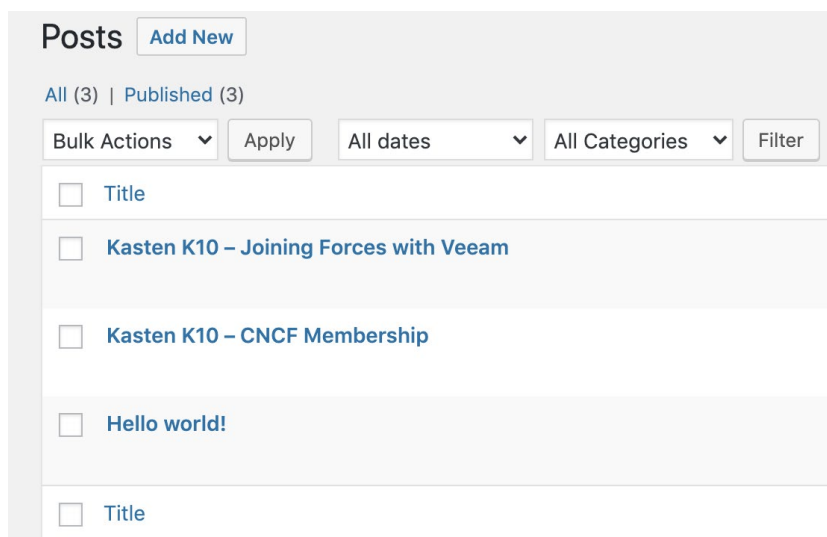 Posts Add New
All (3) | Published (3)
Bulk Actions Apply All dates All Categories Filter
Title
Kasten K10 – Joining Forces with Veeam
Kasten K10 – CNCF Membership
Hello world!
Title